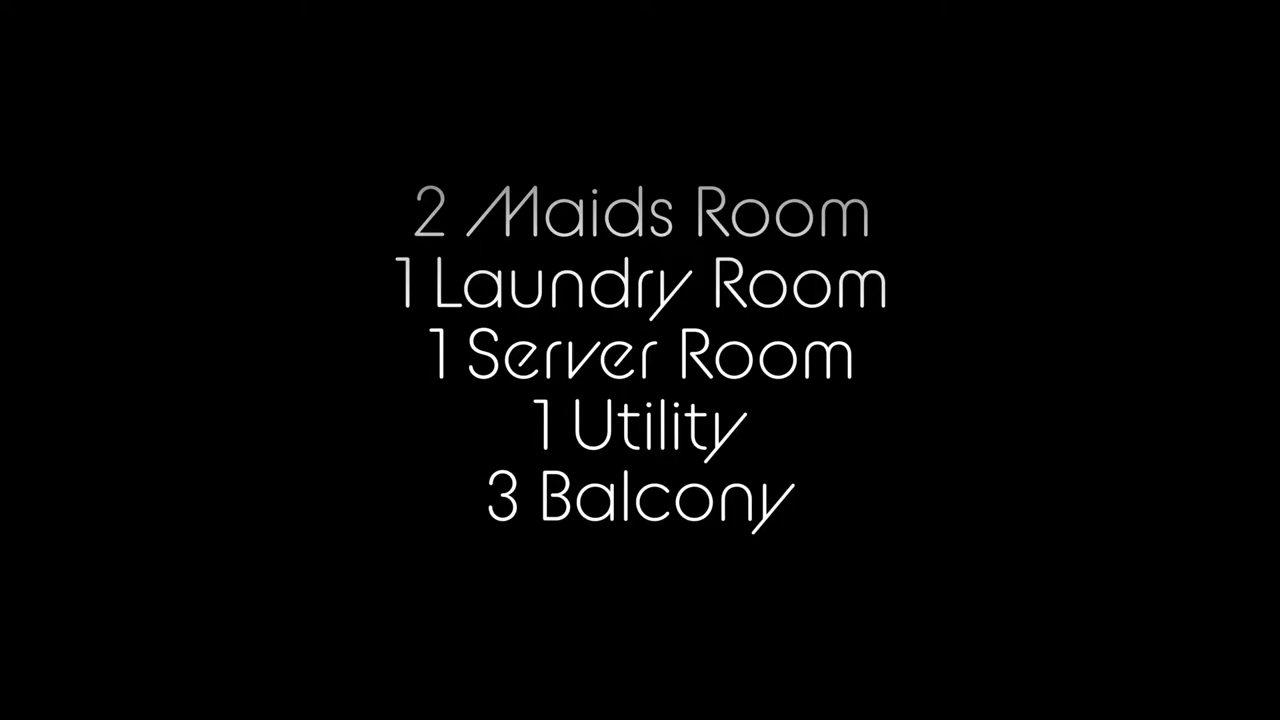 2 Maids Room
1 Laundry Room
1 Server Room
1 Utility
3 Balcony